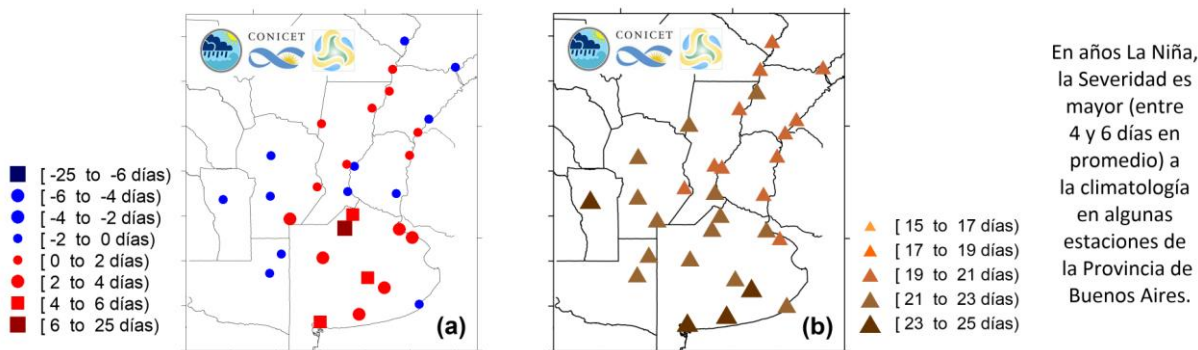 CONICET
[ -25 to -6 días)
[ -6 to -4 días)
[ -4 to -2 días)
[ -2 to 0 días)
[ 0 to 2 días)
[ 2 to 4 días)
[ 4 to 6 días)
[ 6 to 25 días)
(a)
CONICET
[ 15 to 17 días)
[ 17 to 19 días)
[ 19 to 21 días)
[ 21 to 23 días)
[ 23 to 25 días)
(b)
En años La Niña,
la Severidad es
mayor (entre
4 y 6 días en
promedio) a
la climatología
en algunas
estaciones de
la Provincia de
Buenos Aires.